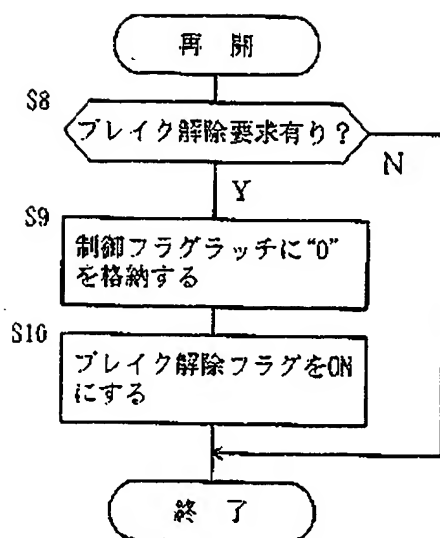 再 開
S8
ブレイク解除要求有り?
N
Y
S9
制御フラグラッチに“0”
を格納する
S10
ブレイク解除フラグをON
にする
終 了